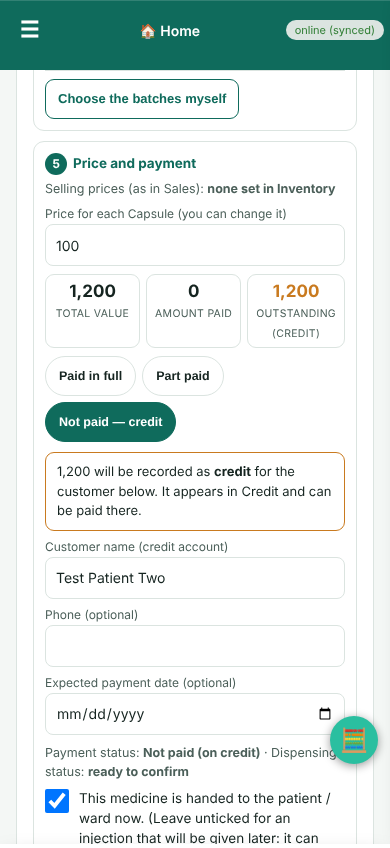 ☰
🏠 Home
online (synced)
Choose the batches myself
5 Price and payment
Selling prices (as in Sales): none set in Inventory
Price for each Capsule (you can change it)
100
1,200
TOTAL VALUE
0
AMOUNT PAID
1,200
OUTSTANDING
(CREDIT)
Paid in full
Part paid
Not paid — credit
1,200 will be recorded as credit for the
customer below. It appears in Credit and can
be paid there.
Customer name (credit account)
Test Patient Two
Phone (optional)
Expected payment date (optional)
mm/dd/yyyy
Payment status: Not paid (on credit) · Dispensing
status: ready to confirm
This medicine is handed to the patient /
ward now. (Leave unticked for an
injection that will be given later: it can